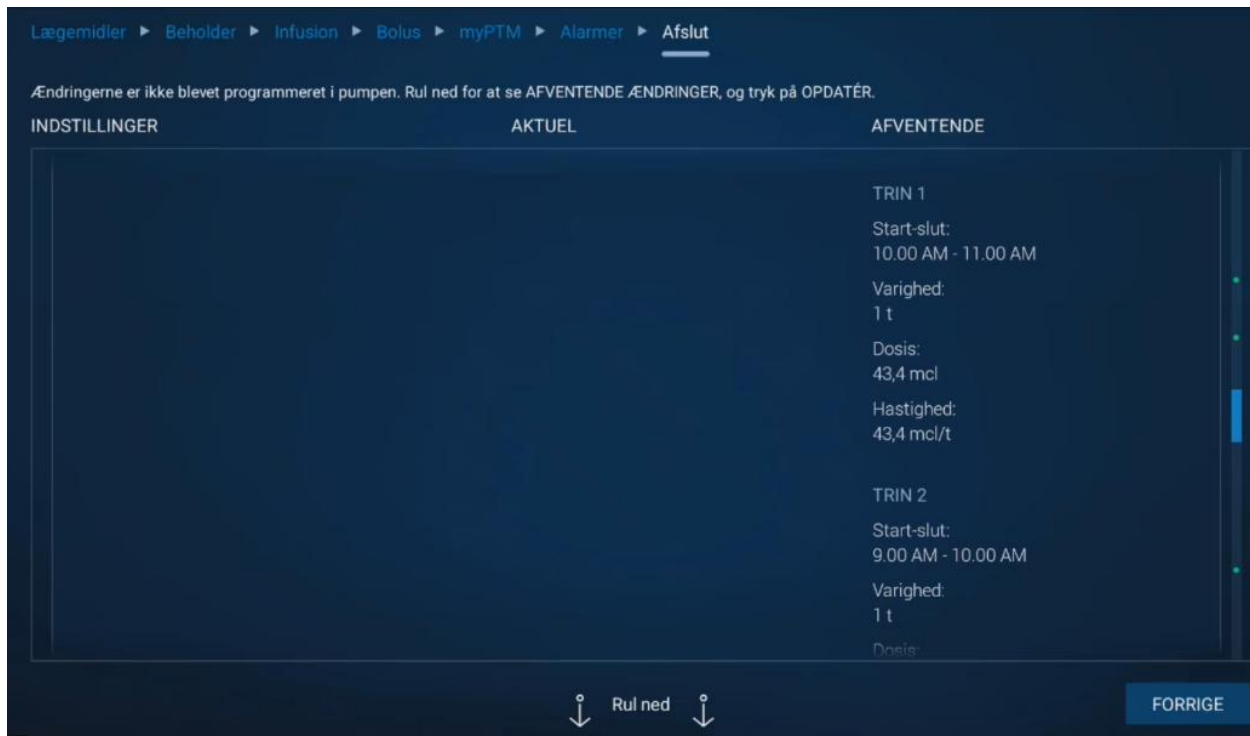 Lægemidler ► Beholder ► Infusion ► Bolus ► myPTM ► Alarmer ► Afslut
Ændringerne er ikke blevet programmeret i pumpen. Rul ned for at se AFVENTENDE ÆNDRINGER, og tryk på OPDATÉR.
INDSTILLINGER AKTUEL AFVENTENDE
TRIN 1
Start-slut:
10.00 AM - 11.00 AM
Varighed:
1 t
Dosis:
43,4 mcl
Hastighed:
43,4 mcl/t
TRIN 2
Start-slut:
9.00 AM - 10.00 AM
Varighed:
1 t
Dosis:
Rul ned
FORRIGE